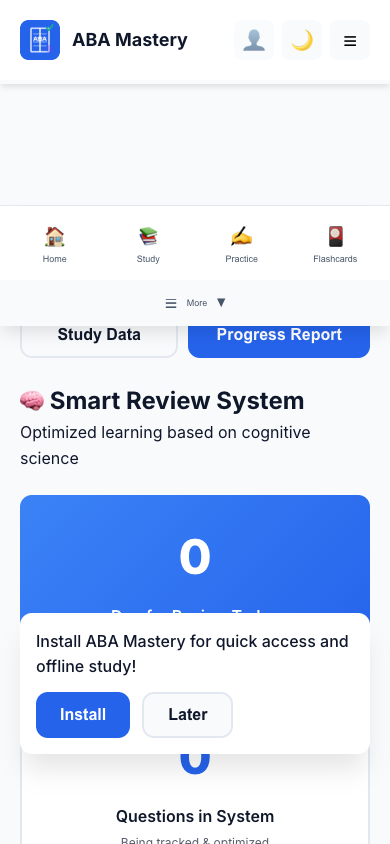 ABA
ABA Mastery
Home
Study
Practice
Flashcards
More
Study Data
Progress Report
Smart Review System
Optimized learning based on cognitive
science
0
Install ABA Mastery for quick access and
offline study!
Install
Later
0
Questions in System
Being tracked & optimized